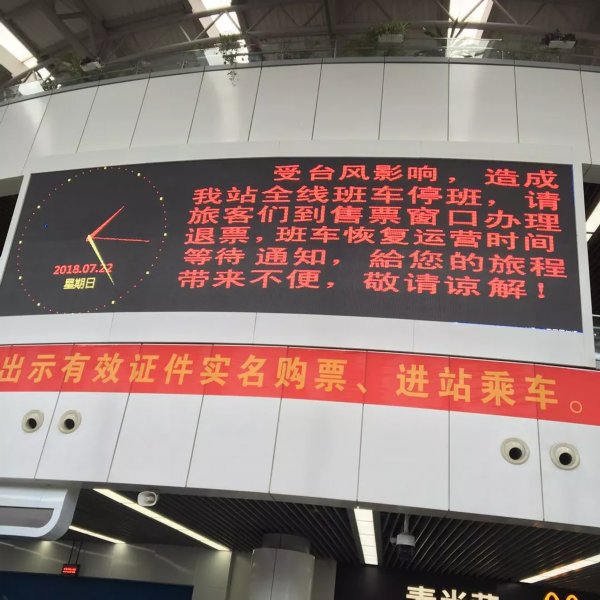 受台风影响，造成
我站全线班车停班，请
旅客们到售票窗口办理
退票，班车恢复运营时间
等待通知，給您的旅程
带来不便，敬请谅解！
2018.07.22
星期日
出示有效证件实名购票、进站乘车。